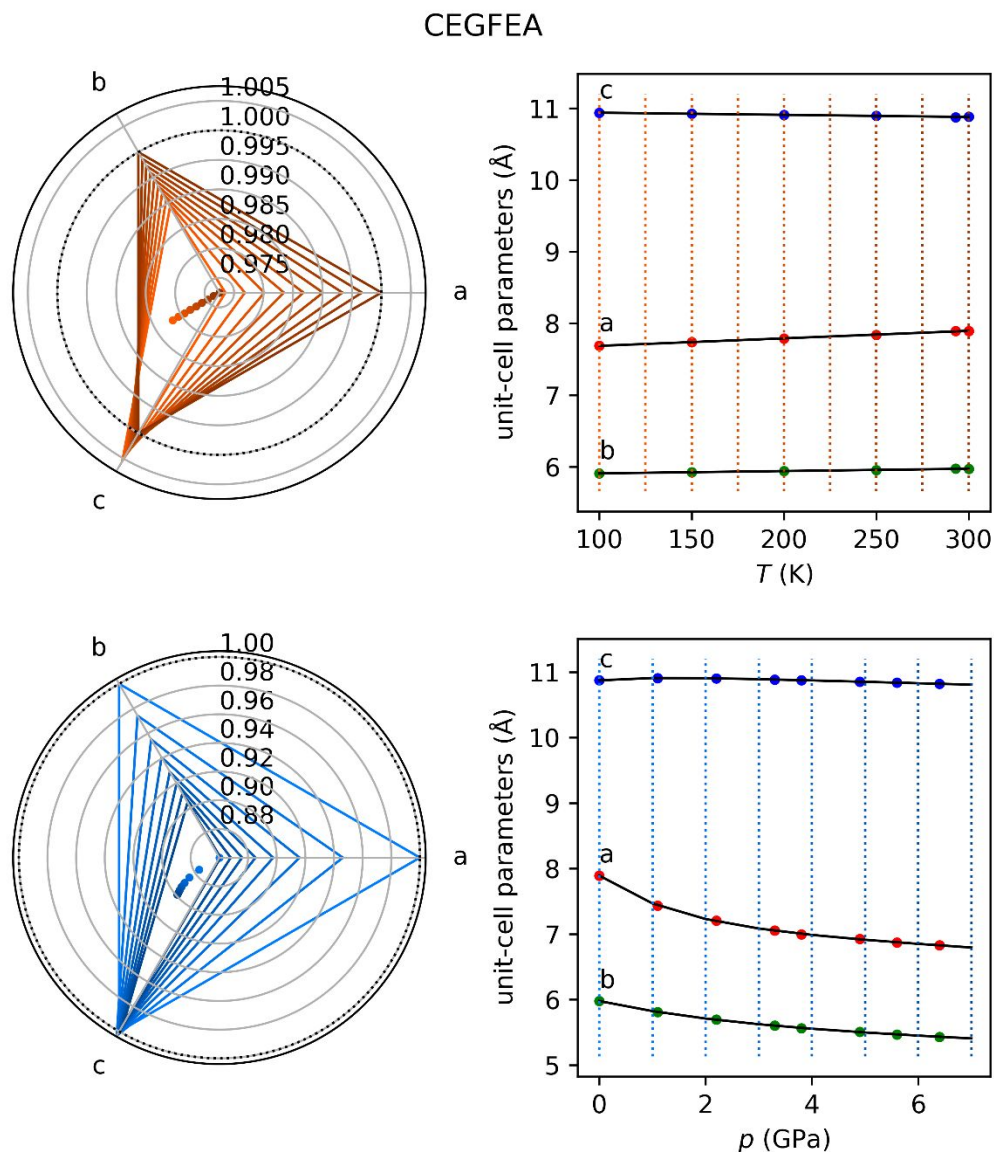 CEGFEA
b
1.005
1.000
0.995
0.990
0.985
0.980
0.975
a
c
unit-cell parameters (Å)
11
10
9
8
7
6
c
a
b
100 150 200 250 300
T (K)
b
1.00
0.98
0.96
0.94
0.92
0.90
0.88
a
c
unit-cell parameters (Å)
11
10
9
8
7
6
5
c
a
b
0 2 4 6
p (GPa)